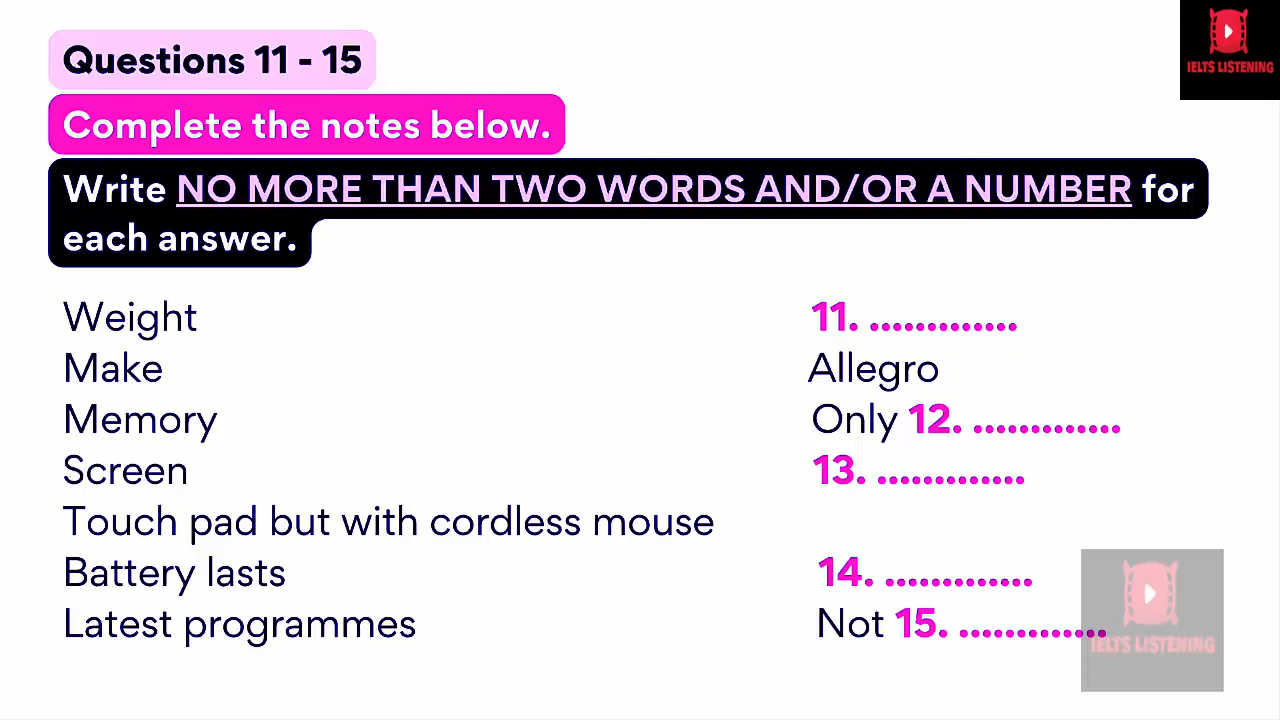 IELTS LISTENING
Questions 11 - 15
Complete the notes below.
Write NO MORE THAN TWO WORDS AND/OR A NUMBER for
each answer.
Weight 11. .............
Make Allegro
Memory Only 12. .............
Screen 13. .............
Touch pad but with cordless mouse
Battery lasts 14. .............
Latest programmes Not 15. .............
IELTS LISTENING